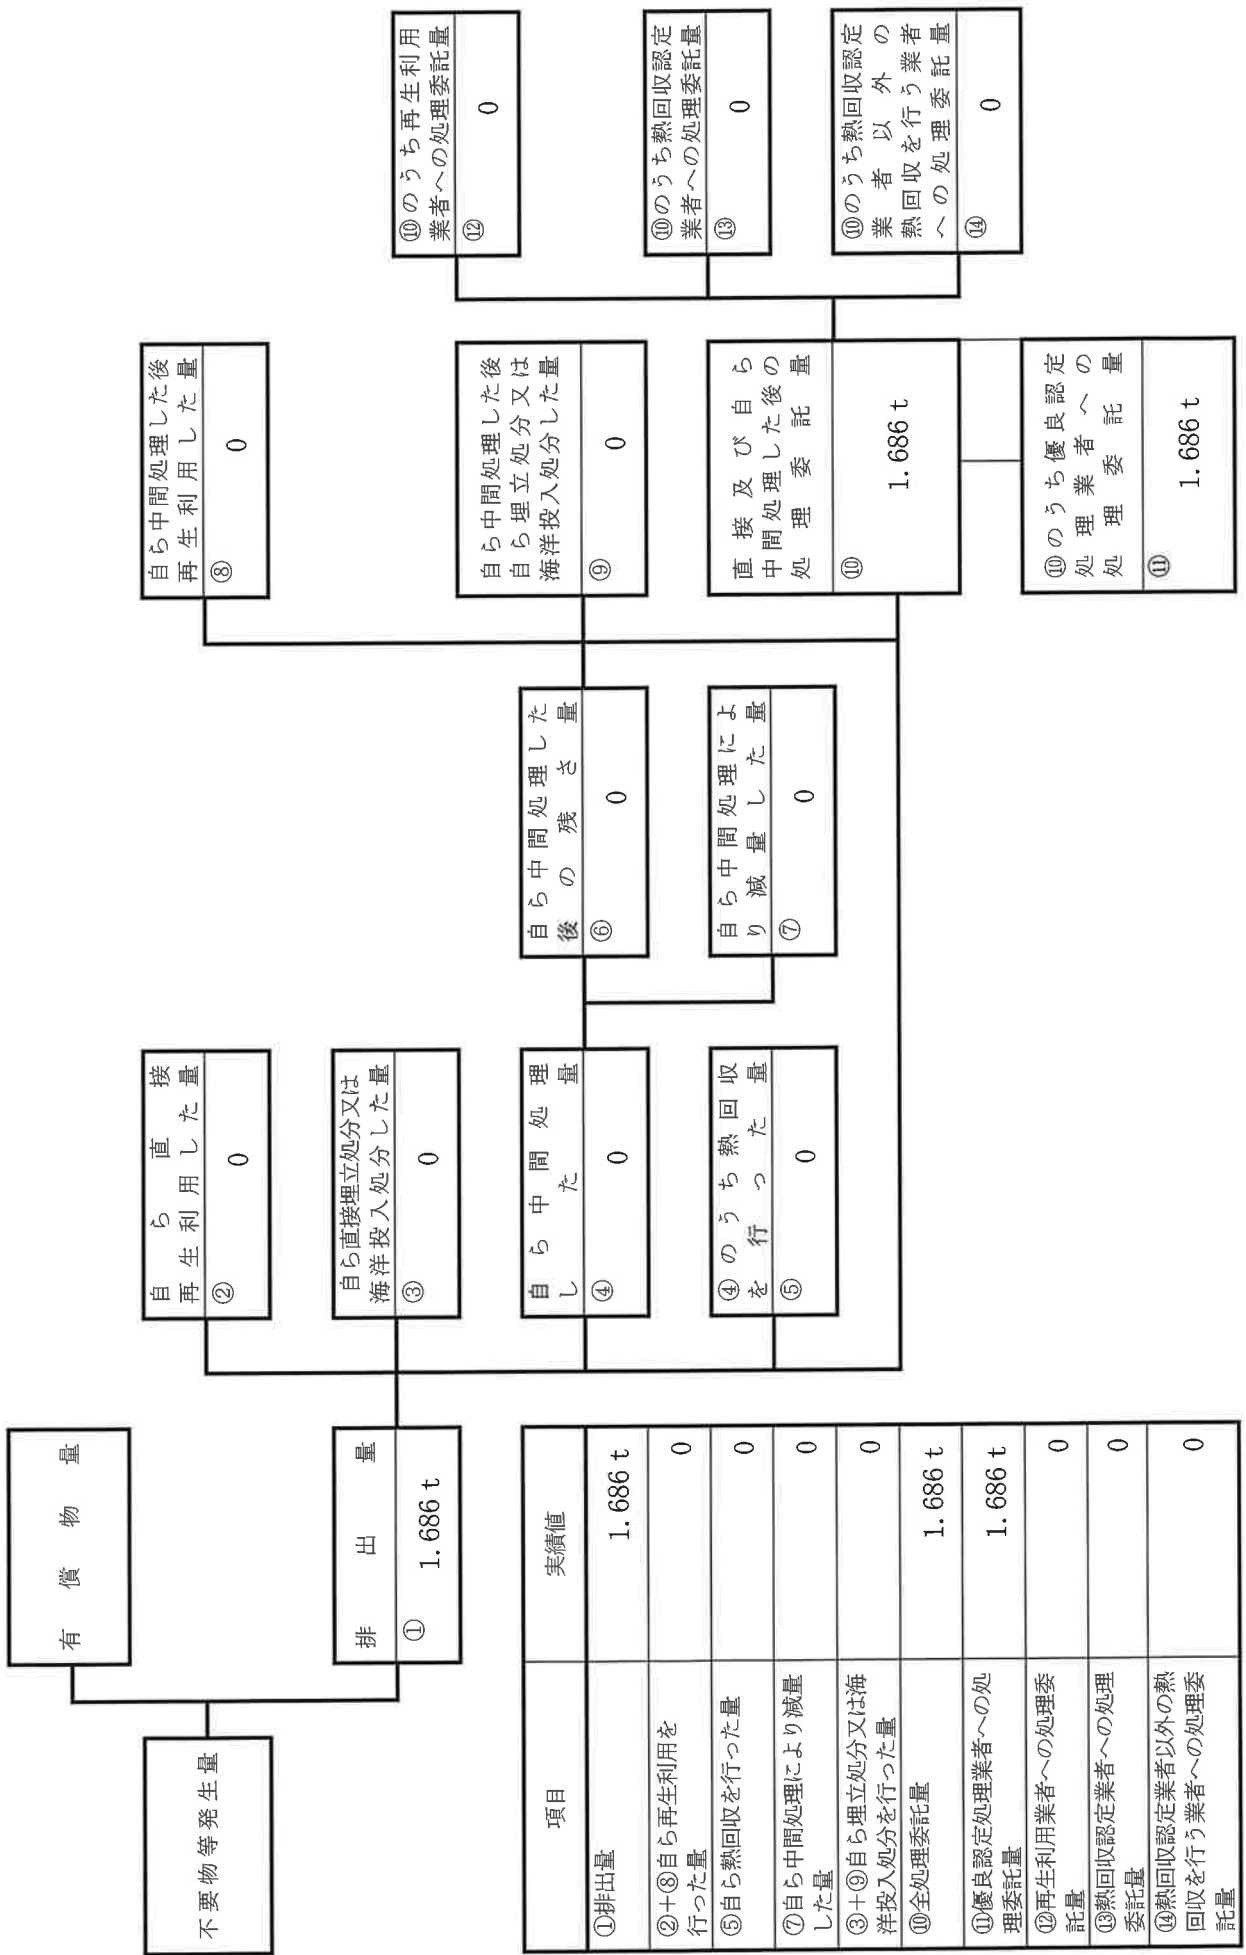 不要物等発生量
有償物量
排出量
①
1.686 t
自ら直接
再生利用した量
②
0
自ら直接埋立処分又は
海洋投入処分した量
③
0
自ら中間処理
した量
④
0
④のうち熱回収
を行った量
⑤
0
自ら中間処理した
後の残さ量
⑥
0
自ら中間処理によ
り減量した量
⑦
0
自ら中間処理した後
再生利用した量
⑧
0
自ら中間処理した後
自ら埋立処分又は
海洋投入処分した量
⑨
0
直接及び自ら
中間処理した後の
処理委託量
⑩
1.686 t
⑩のうち優良認定
処理業者への
処理委託量
⑪
1.686 t
⑩のうち再生利用
業者への処理委託量
⑫
0
⑩のうち熱回収認定
業者への処理委託量
⑬
0
⑩のうち熱回収認定
業者以外の
熱回収を行う業者
への処理委託量
⑭
0
項目
実績値
①排出量
1.686 t
②+⑧自ら再生利用を
行った量
0
⑤自ら熱回収を行った量
0
⑦自ら中間処理により減量
した量
0
③+⑨自ら埋立処分又は海
洋投入処分を行った量
0
⑩全処理委託量
1.686 t
⑪優良認定処理業者への処
理委託量
1.686 t
⑫再生利用業者への処理委
託量
0
⑬熱回収認定業者への処理
委託量
0
⑭熱回収認定業者以外の熱
回収を行う業者への処理委
託量
0